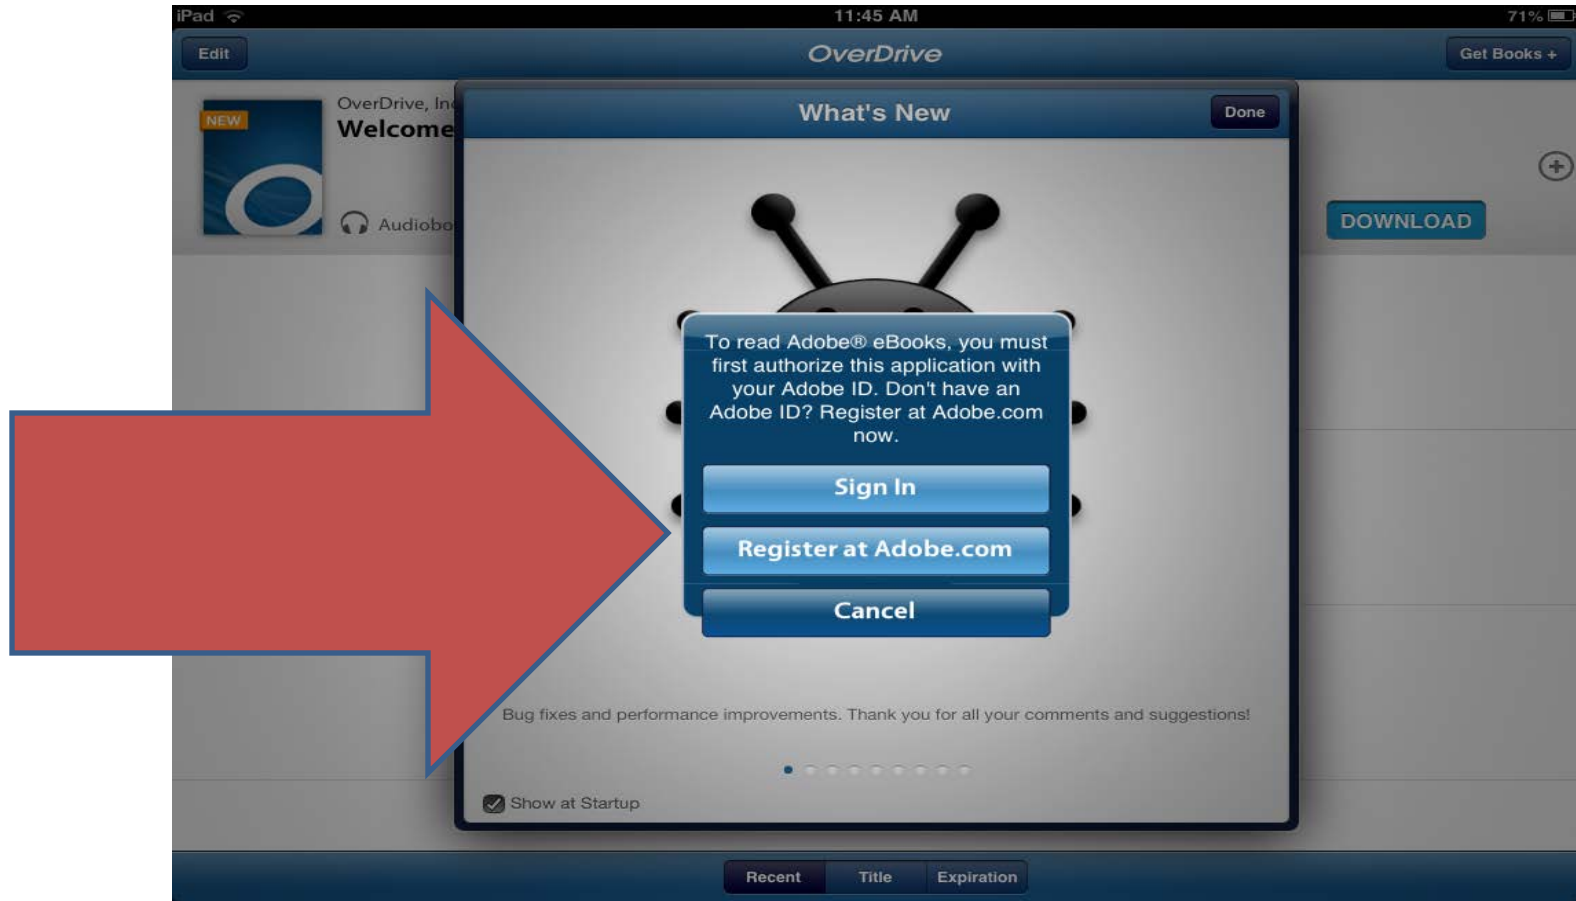 iPad 11:45 AM 71%
Edit OverDrive Get Books +
OverDrive, Inc
What's New Done
NEW
Welcome
Audiobo
DOWNLOAD
To read Adobe® eBooks, you must
first authorize this application with
your Adobe ID. Don't have an
Adobe ID? Register at Adobe.com
now.
Sign In
Register at Adobe.com
Cancel
Bug fixes and performance improvements. Thank you for all your comments and suggestions!
Show at Startup
Recent Title Expiration